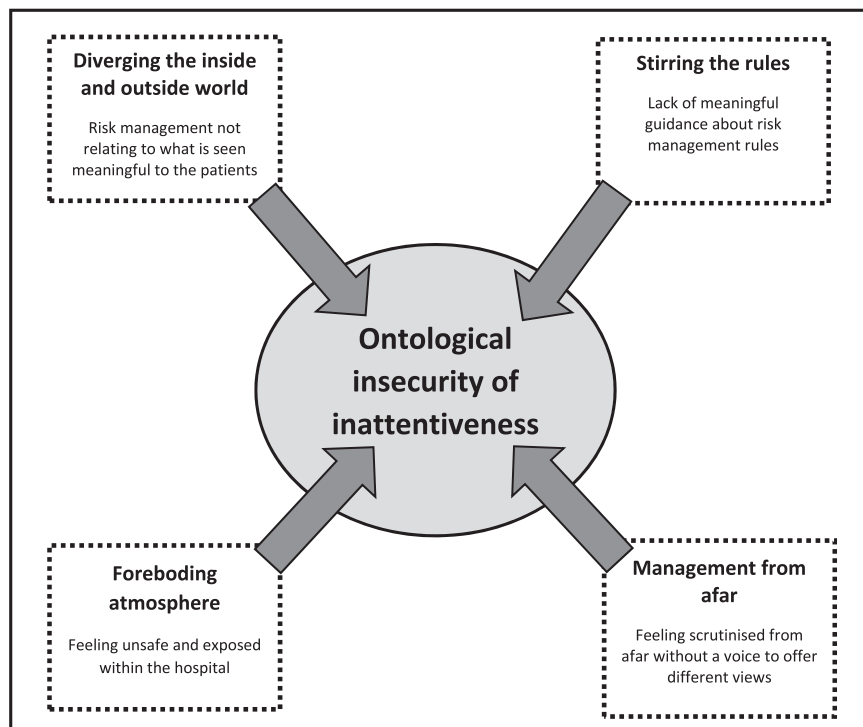 Diverging the inside
and outside world
Risk management not
relating to what is seen
meaningful to the patients
Stirring the rules
Lack of meaningful
guidance about risk
management rules
Ontological
insecurity of
inattentiveness
Foreboding
atmosphere
Feeling unsafe and exposed
within the hospital
Management from
afar
Feeling scrutinised from
afar without a voice to offer
different views